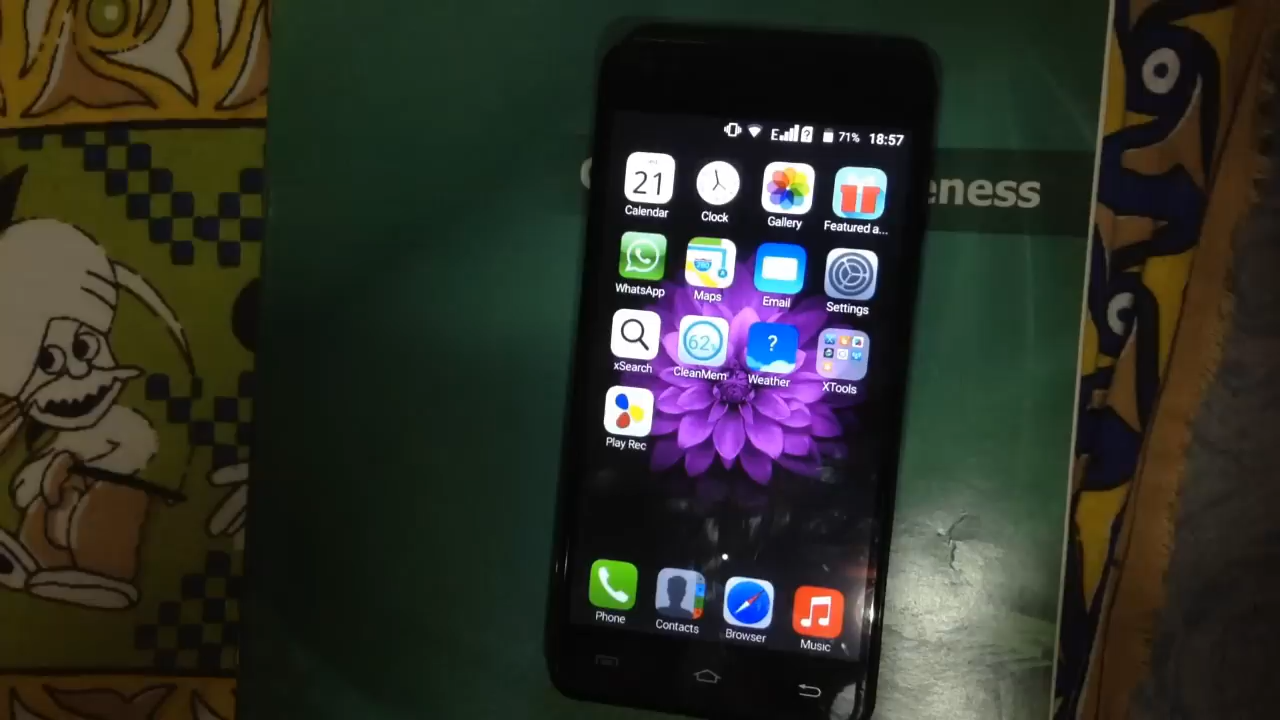 E 71% 18:57
21
Calendar Clock Gallery Featured a...
WhatsApp Maps Email Settings
62%
xSearch CleanMem Weather XTools
Play Rec
Phone Contacts Browser Music
eness